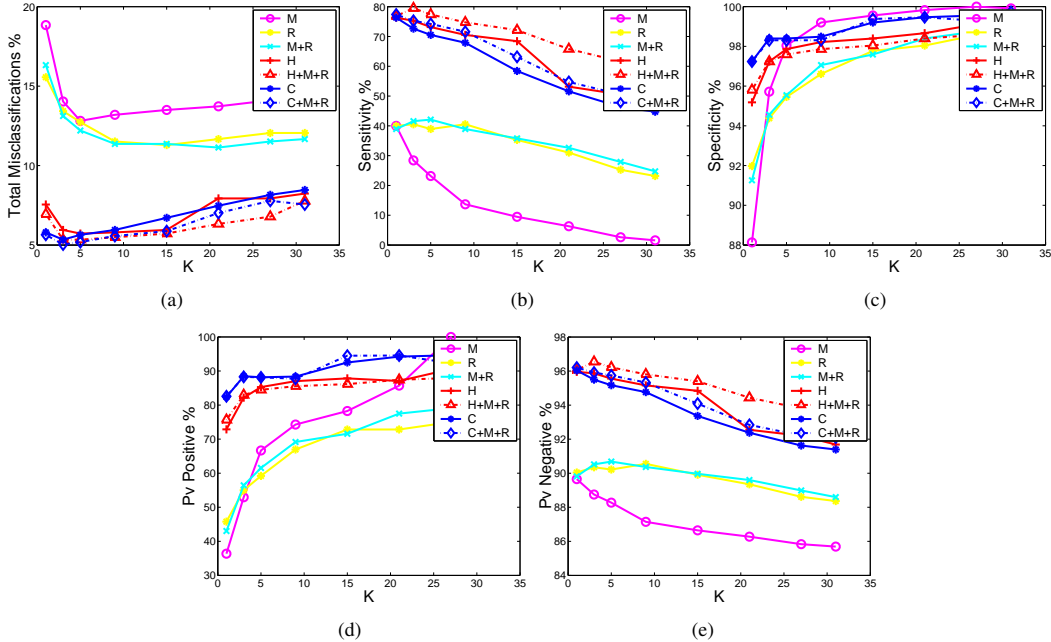 20
15
10
5
0 5 10 15 20 25 30 35
K
Total Misclassifications %
M
R
M+R
H
H+M+R
C
C+M+R
(a)
80
70
60
50
40
30
20
10
0
0 5 10 15 20 25 30 35
K
Sensitivity %
M
R
M+R
H
H+M+R
C
C+M+R
(b)
100
98
96
94
92
90
88
0 5 10 15 20 25 30 35
K
Specificity %
M
R
M+R
H
H+M+R
C
C+M+R
(c)
100
90
80
70
60
50
40
30
0 5 10 15 20 25 30 35
K
Pv Positive %
M
R
M+R
H
H+M+R
C
C+M+R
(d)
98
96
94
92
90
88
86
84
0 5 10 15 20 25 30 35
K
Pv Negative %
M
R
M+R
H
H+M+R
C
C+M+R
(e)